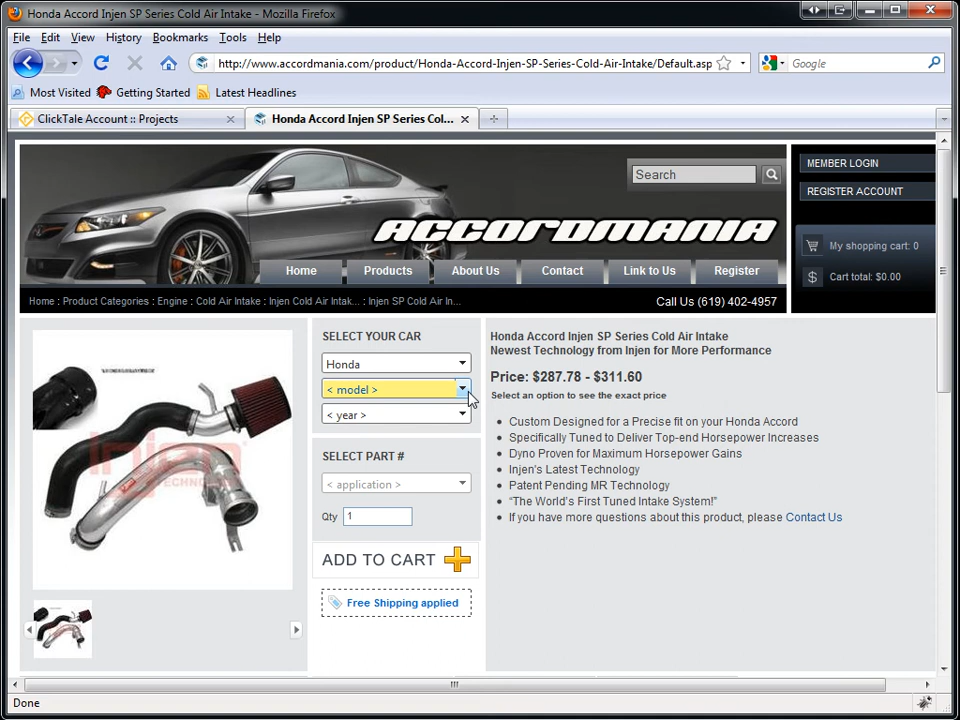 Honda Accord Injen SP Series Cold Air Intake - Mozilla Firefox
File Edit View History Bookmarks Tools Help
http://www.accordmania.com/product/Honda-Accord-Injen-SP-Series-Cold-Air-Intake/Default.asp
Google
Most Visited Getting Started Latest Headlines
ClickTale Account :: Projects
Honda Accord Injen SP Series Col...
Search
MEMBER LOGIN
REGISTER ACCOUNT
ACCORDMANIA
My shopping cart: 0
Home Products About Us Contact Link to Us Register
Cart total: $0.00
Home : Product Categories : Engine : Cold Air Intake : Injen Cold Air Intak... : Injen SP Cold Air In...
Call Us (619) 402-4957
SELECT YOUR CAR
Honda
< model >
< year >
SELECT PART #
< application >
Qty 1
ADD TO CART
Free Shipping applied
Honda Accord Injen SP Series Cold Air Intake
Newest Technology from Injen for More Performance
Price: $287.78 - $311.60
Select an option to see the exact price
Custom Designed for a Precise fit on your Honda Accord
Specifically Tuned to Deliver Top-end Horsepower Increases
Dyno Proven for Maximum Horsepower Gains
Injen's Latest Technology
Patent Pending MR Technology
“The World's First Tuned Intake System!”
If you have more questions about this product, please Contact Us
injen
TECHNOLOGY
Done